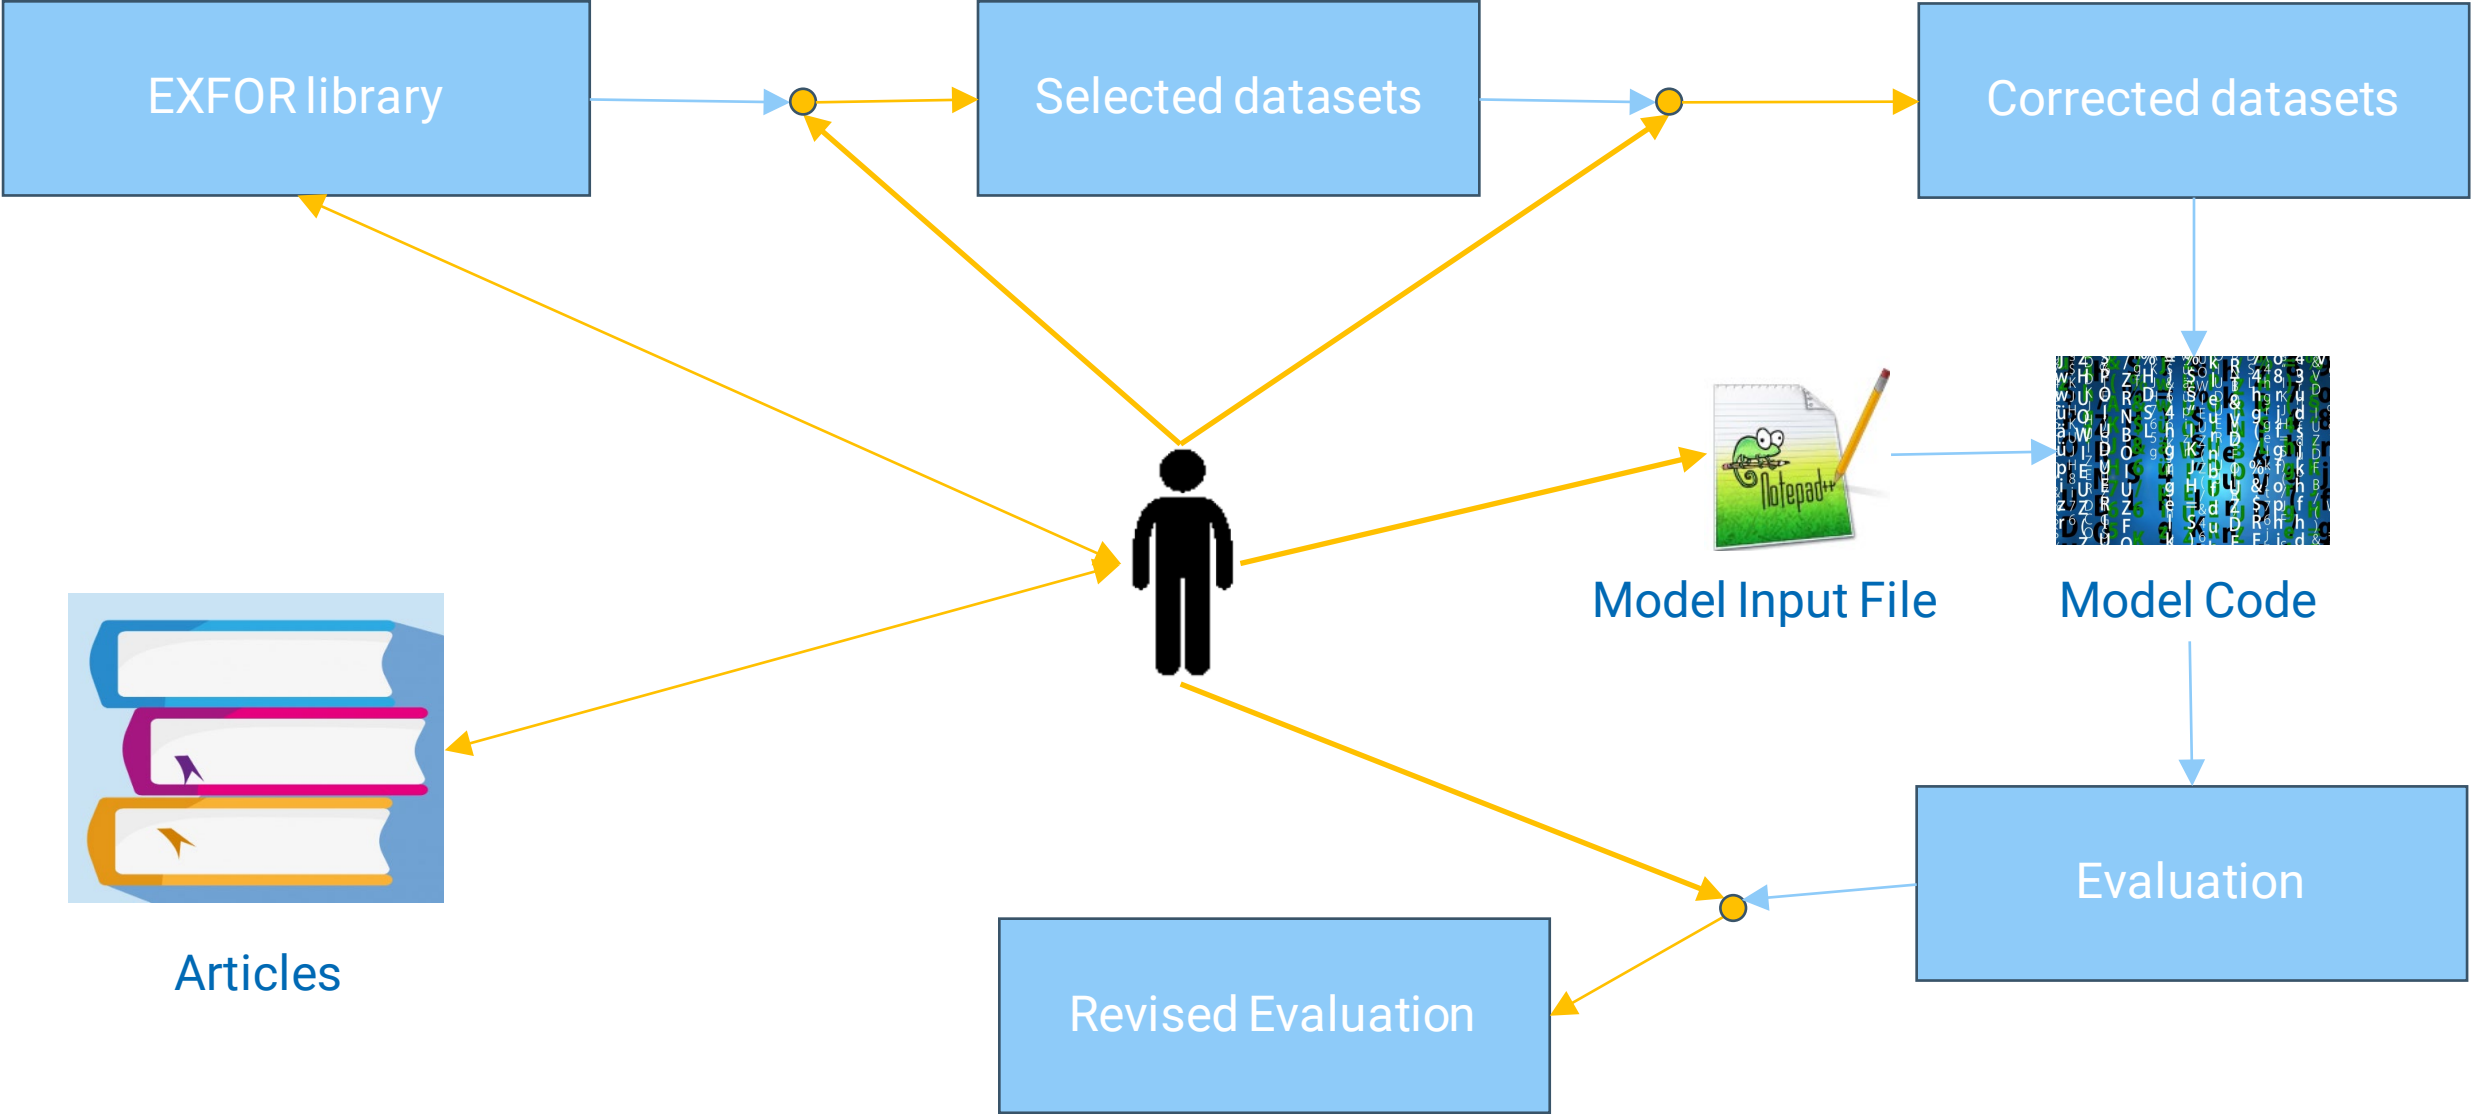 EXFOR library
Selected datasets
Corrected datasets
Notepad++
Model Input File
Model Code
Articles
Evaluation
Revised Evaluation